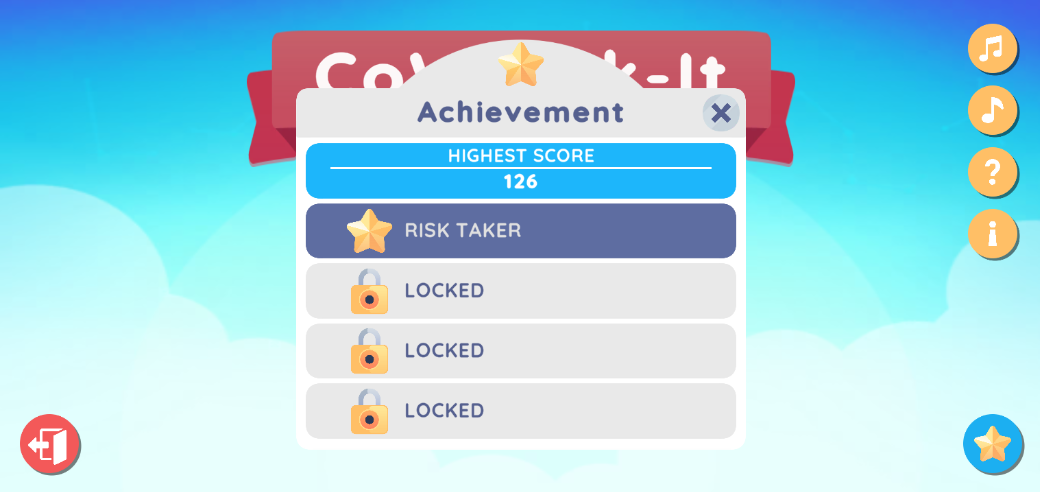 Achievement
HIGHEST SCORE
126
RISK TAKER
LOCKED
LOCKED
LOCKED